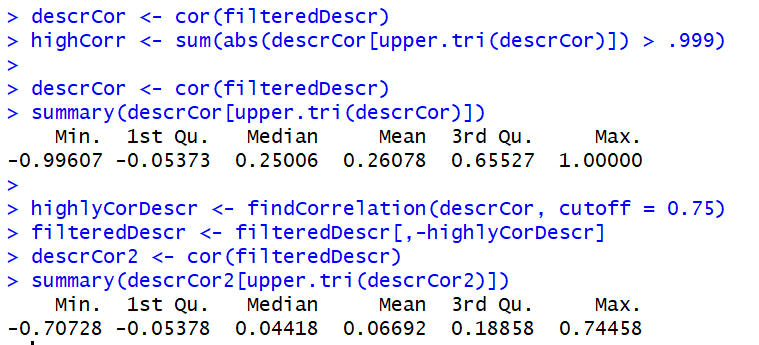 > descrCor <- cor(filteredDescr)
> highCorr <- sum(abs(descrCor[upper.tri(descrCor)]) > .999)
>
> descrCor <- cor(filteredDescr)
> summary(descrCor[upper.tri(descrCor)])
    Min.  1st Qu.   Median     Mean  3rd Qu.     Max.
-0.99607 -0.05373  0.25006  0.26078  0.65527  1.00000
>
> highlyCorDescr <- findCorrelation(descrCor, cutoff = 0.75)
> filteredDescr <- filteredDescr[,-highlyCorDescr]
> descrCor2 <- cor(filteredDescr)
> summary(descrCor2[upper.tri(descrCor2)])
    Min.  1st Qu.   Median     Mean  3rd Qu.     Max.
-0.70728 -0.05378  0.04418  0.06692  0.18858  0.74458